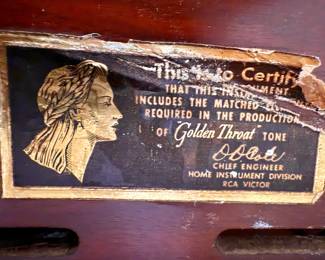 This is to Certify
THAT THIS INSTRUMENT
INCLUDES THE MATCHED
REQUIRED IN THE PRODUCTION
OF Golden Throat TONE
CHIEF ENGINEER
HOME INSTRUMENT DIVISION
RCA VICTOR